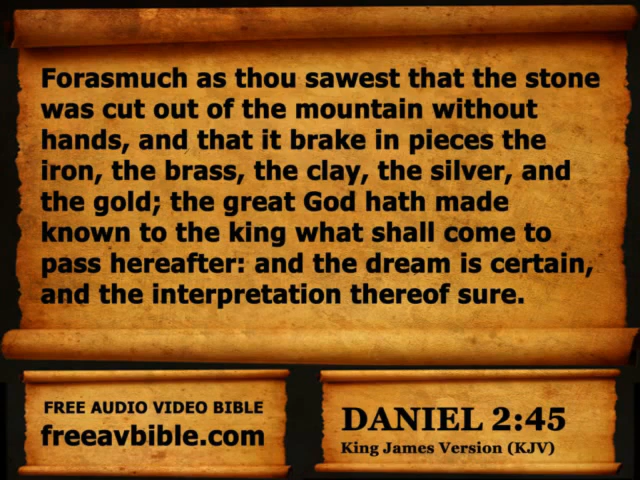 Forasmuch as thou sawest that the stone
was cut out of the mountain without
hands, and that it brake in pieces the
iron, the brass, the clay, the silver, and
the gold; the great God hath made
known to the king what shall come to
pass hereafter: and the dream is certain,
and the interpretation thereof sure.
FREE AUDIO VIDEO BIBLE
freeavbible.com
DANIEL 2:45
King James Version (KJV)